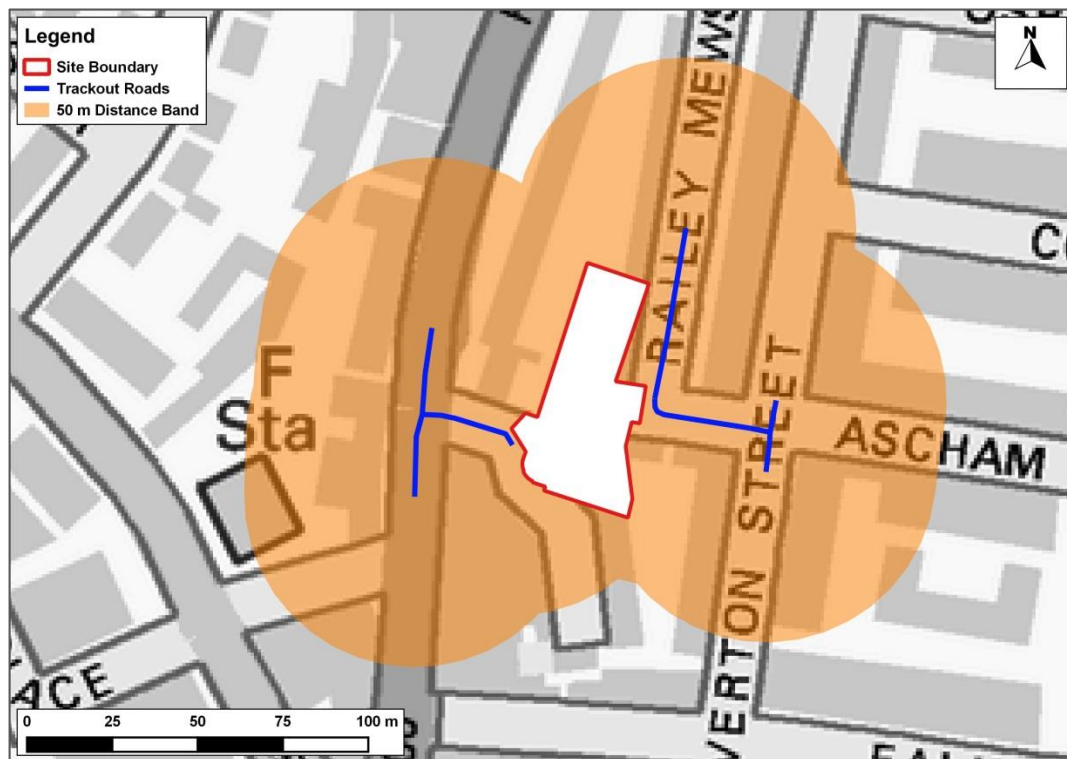 Legend
Site Boundary
Trackout Roads
50 m Distance Band
N
RAILEY MEWS
F
Sta
ASCHAM
STREET
VERTON
ACE
0 25 50 75 100 m